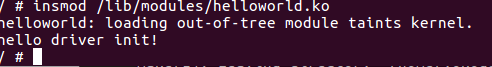 / # insmod /lib/modules/helloworld.ko
helloworld: loading out-of-tree module taints kernel.
hello driver init!
/ #